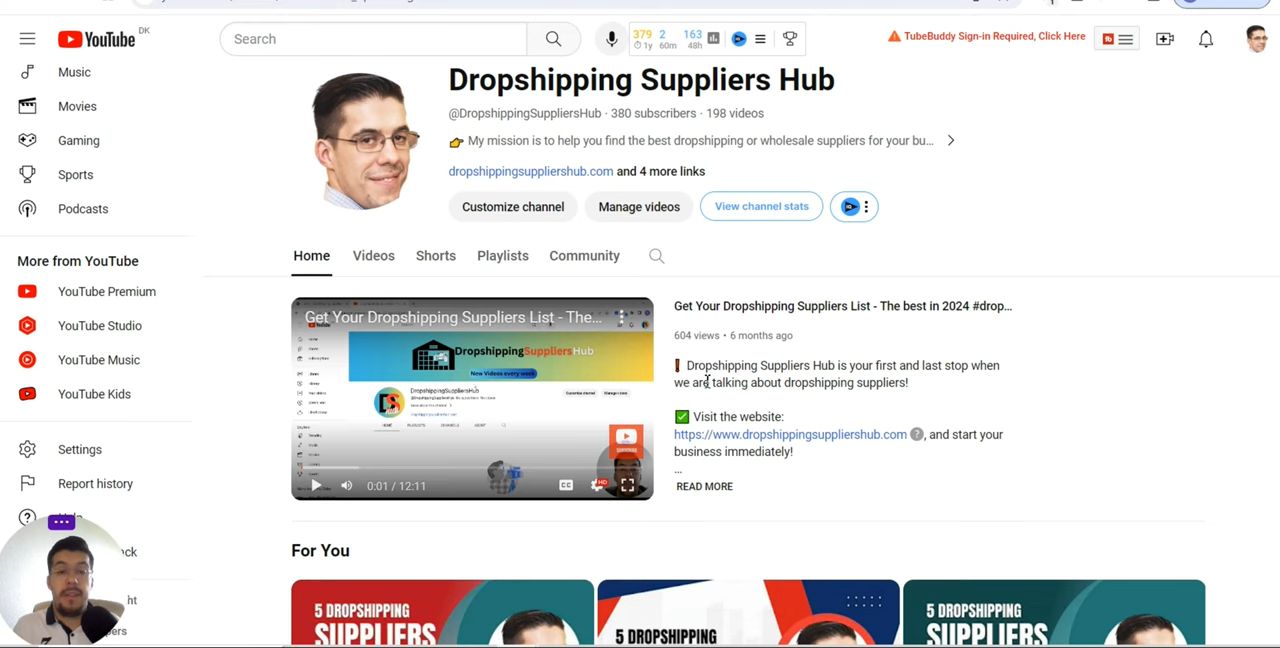 YouTube DK
Search
379 2 163
1y 60m 48h
TubeBuddy Sign-in Required, Click Here
Music
Movies
Gaming
Sports
Podcasts
More from YouTube
YouTube Premium
YouTube Studio
YouTube Music
YouTube Kids
Settings
Report history
Dropshipping Suppliers Hub
@DropshippingSuppliersHub · 380 subscribers · 198 videos
My mission is to help you find the best dropshipping or wholesale suppliers for your bu...
dropshippingsuppliershub.com and 4 more links
Customize channel
Manage videos
View channel stats
Home
Videos
Shorts
Playlists
Community
Get Your Dropshipping Suppliers List - The...
DropshippingSuppliersHub
New Videos every week
DropshippingSuppliersHub
0:01 / 12:11
CC
HD
Get Your Dropshipping Suppliers List - The best in 2024 #drop...
604 views • 6 months ago
Dropshipping Suppliers Hub is your first and last stop when
we are talking about dropshipping suppliers!
Visit the website:
https://www.dropshippingsuppliershub.com ?, and start your
business immediately!
...
READ MORE
For You
5 DROPSHIPPING
SUPPLIERS
5 DROPSHIPPING
5 DROPSHIPPING
SUPPLIERS